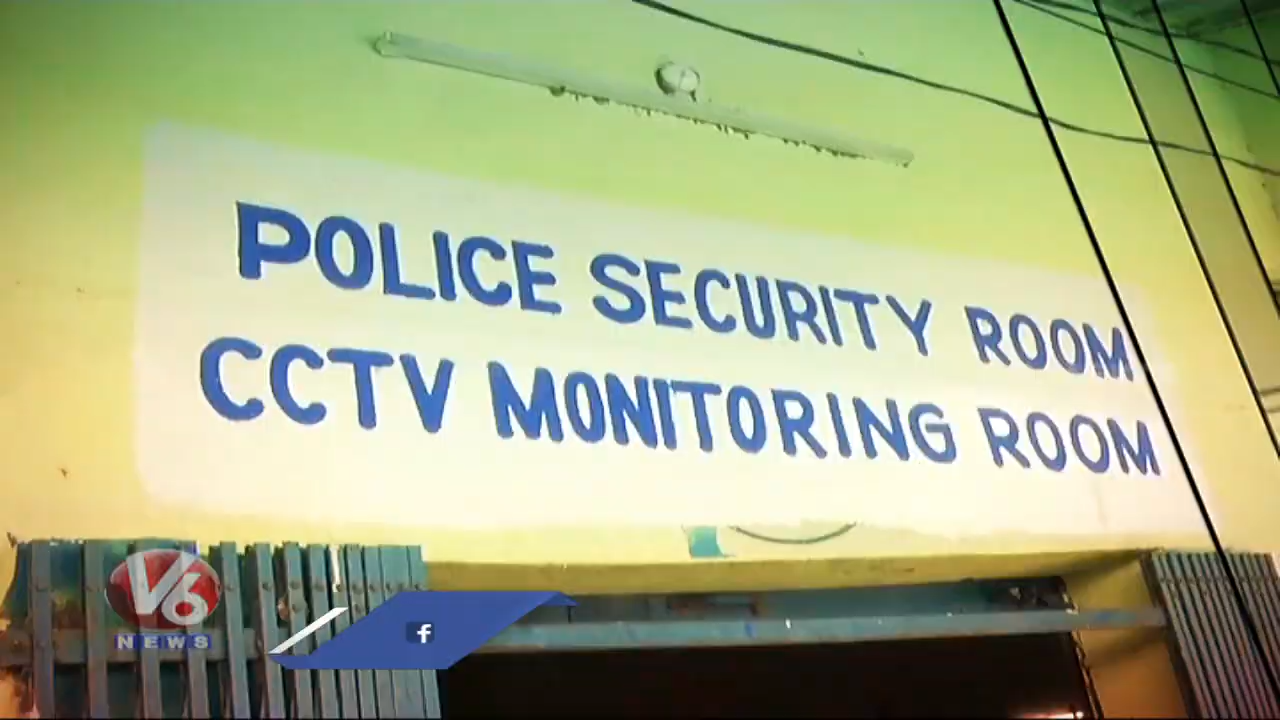 POLICE SECURITY ROOM
CCTV MONITORING ROOM
V6
NEWS
f